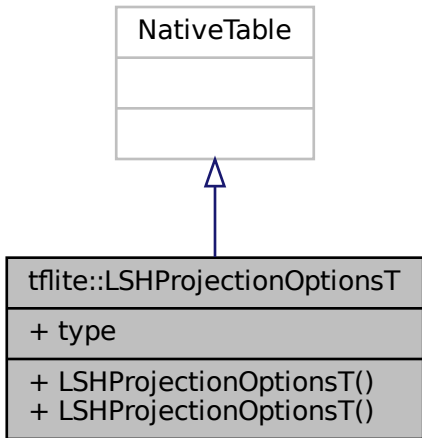 NativeTable
tflite::LSHProjectionOptionsT
+ type
+ LSHProjectionOptionsT()
+ LSHProjectionOptionsT()